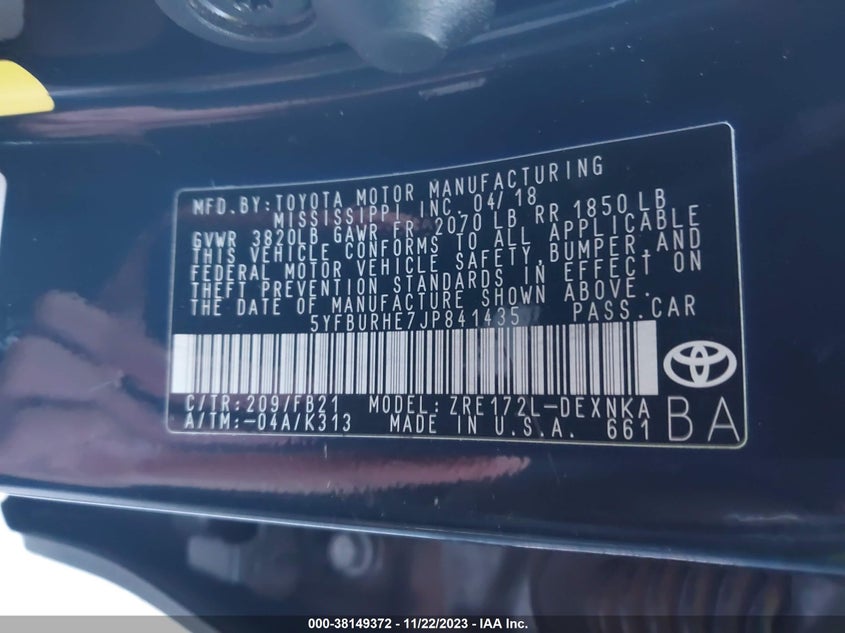 MFD.BY:TOYOTA MOTOR MANUFACTURING
MISSISSIPPI INC. 04/18
GVWR 3820LB GAWR FR 2070 LB RR 1850 LB
THIS VEHICLE CONFORMS TO ALL APPLICABLE
FEDERAL MOTOR VEHICLE SAFETY,BUMPER,AND
THEFT PREVENTION STANDARDS IN EFFECT ON
THE DATE OF MANUFACTURE SHOWN ABOVE.
5YFBURHE7JP841435 PASS.CAR
C/TR:209/FB21 MODEL:ZRE172L-DEXNKA
A/TM:-04A/K313 MADE IN U.S.A. 661
BA
000-38149372 - 11/22/2023 - IAA Inc.